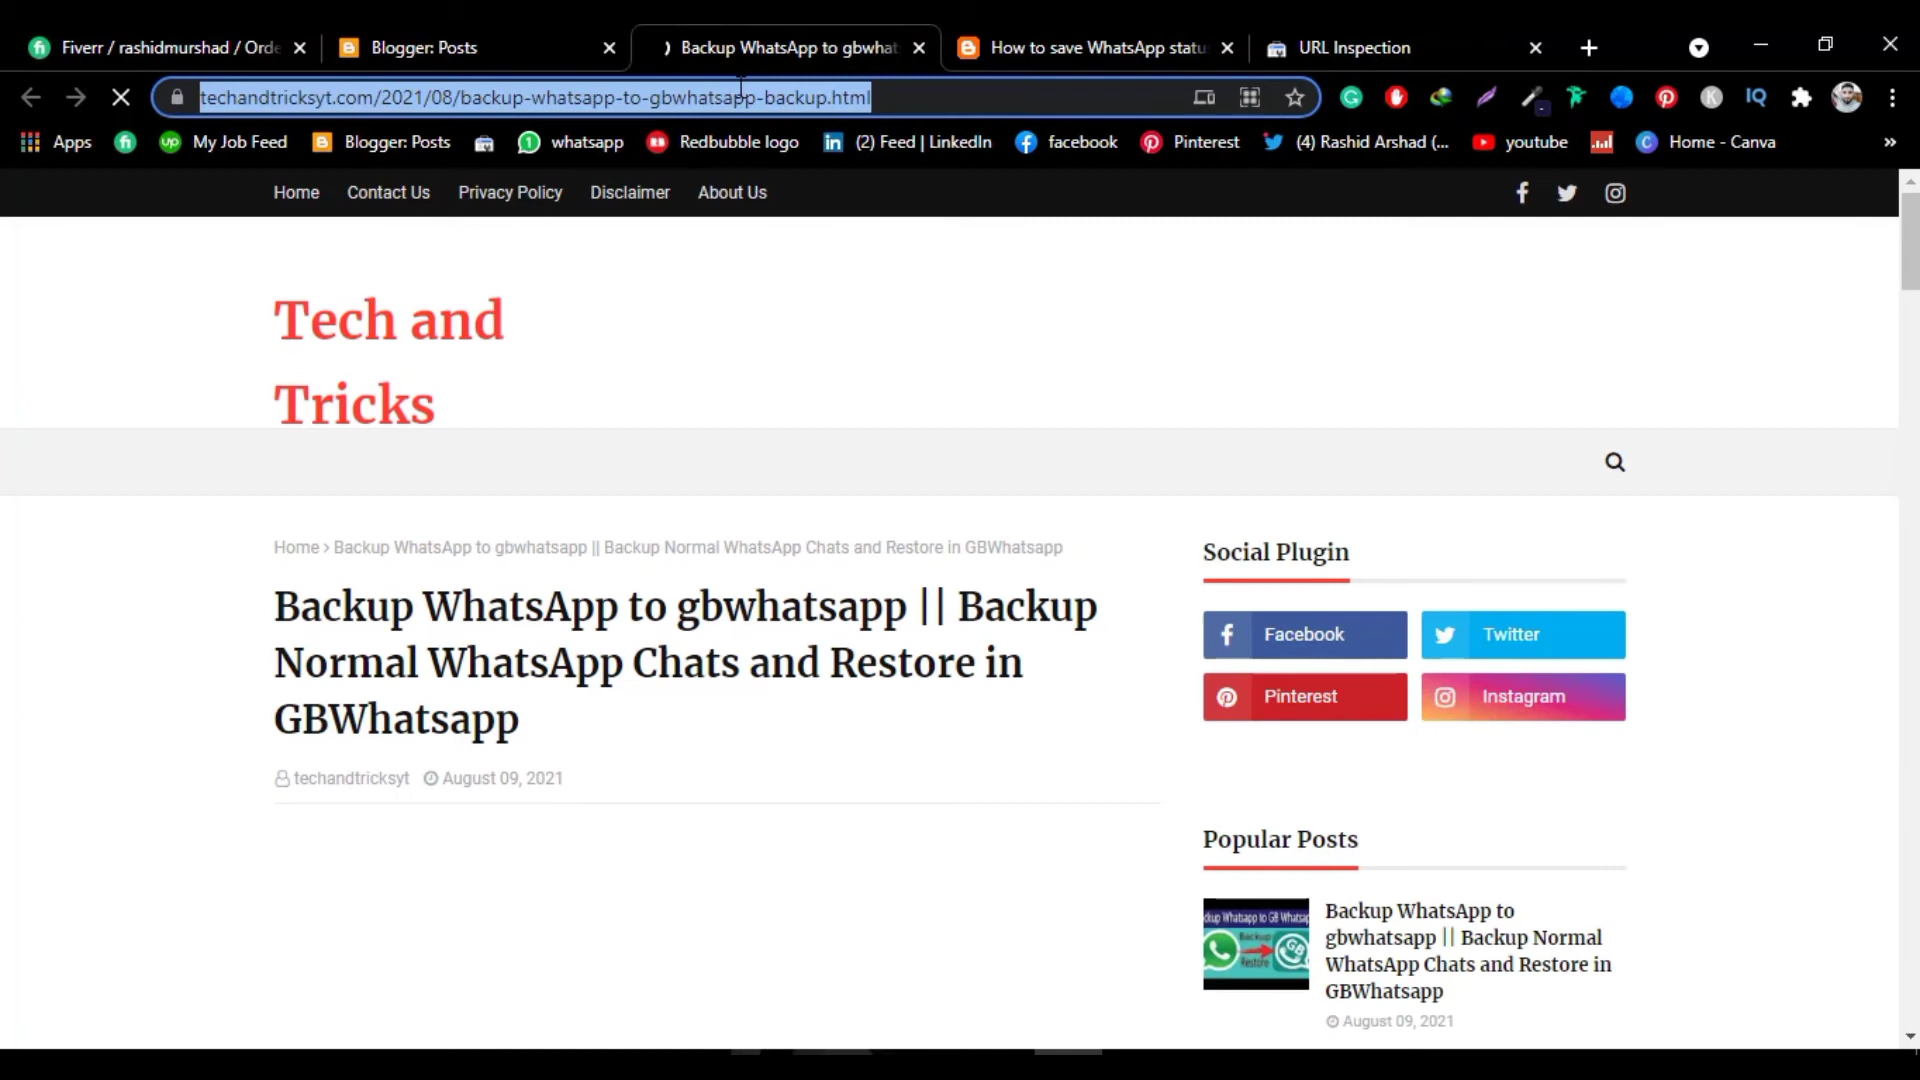 Fiverr / rashidmurshad / Orde
Blogger: Posts
Backup WhatsApp to gbwhat
How to save WhatsApp statu
URL Inspection
techandtricksyt.com/2021/08/backup-whatsapp-to-gbwhatsapp-backup.html
Apps
My Job Feed
Blogger: Posts
whatsapp
Redbubble logo
(2) Feed | LinkedIn
facebook
Pinterest
(4) Rashid Arshad (...
youtube
Home - Canva
Home
Contact Us
Privacy Policy
Disclaimer
About Us
Tech and
Tricks
Home › Backup WhatsApp to gbwhatsapp || Backup Normal WhatsApp Chats and Restore in GBWhatsapp
Backup WhatsApp to gbwhatsapp || Backup
Normal WhatsApp Chats and Restore in
GBWhatsapp
techandtricksyt August 09, 2021
Social Plugin
Facebook
Twitter
Pinterest
Instagram
Popular Posts
Backup WhatsApp to
gbwhatsapp || Backup Normal
WhatsApp Chats and Restore in
GBWhatsapp
August 09, 2021